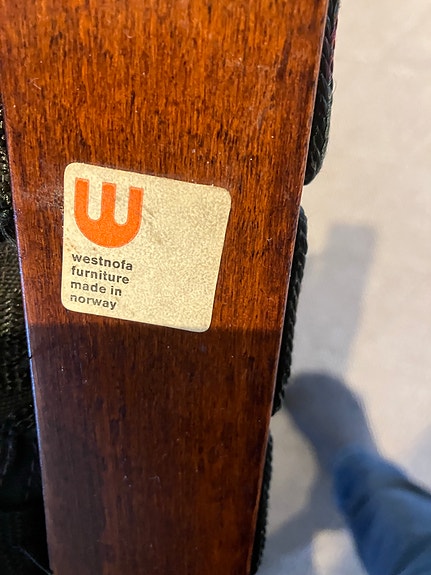 w
westnofa
furniture
made in
norway